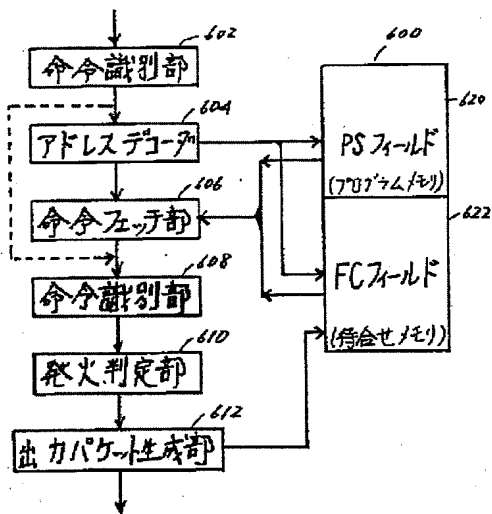 602
命令識別部
604
アドレスデコーダ
606
命令フェッチ部
608
命令識別部
610
発火判定部
612
出力パケット生成部
600
620
PSフィールド
(プログラムメモリ)
622
FCフィールド
(待合せメモリ)